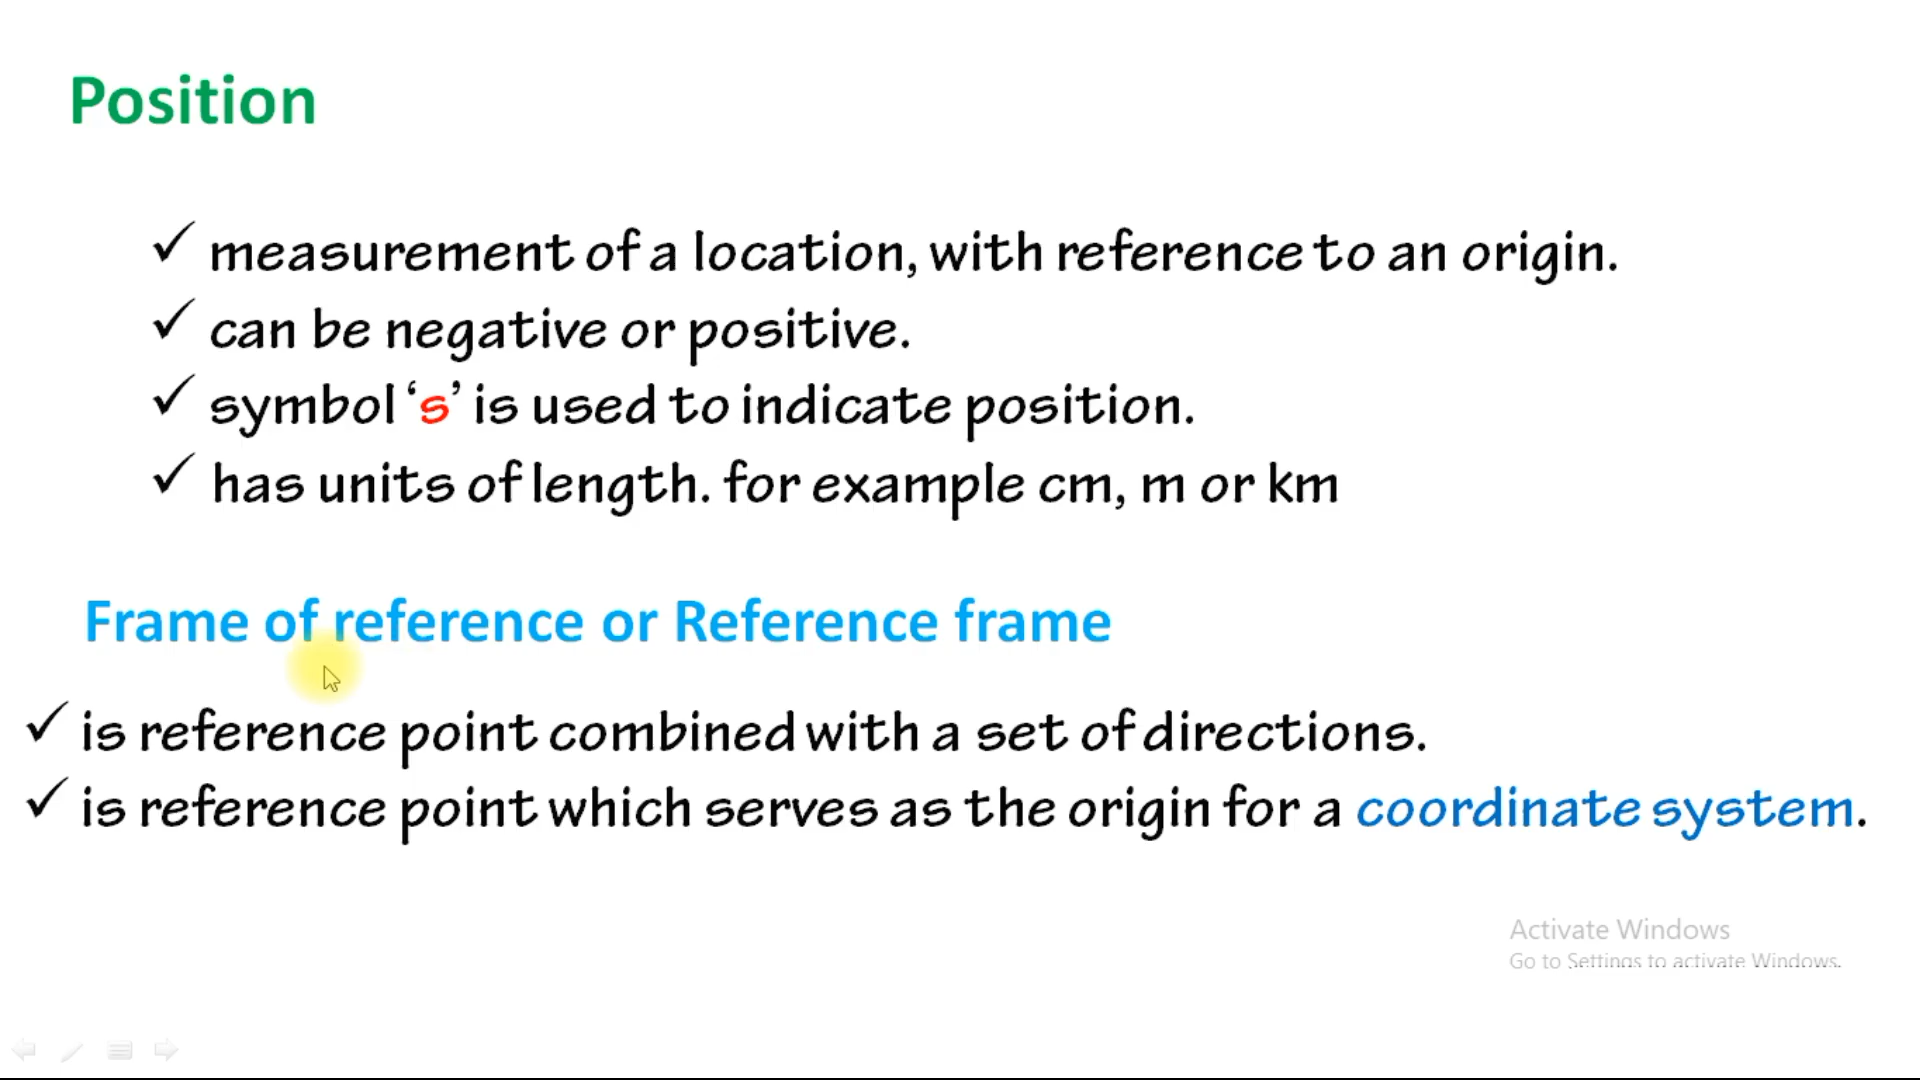 Position
✓ measurement of a location, with reference to an origin.
✓ can be negative or positive.
✓ symbol ‘s’ is used to indicate position.
✓ has units of length. for example cm, m or km
Frame of reference or Reference frame
✓ is reference point combined with a set of directions.
✓ is reference point which serves as the origin for a coordinate system.
Activate Windows
Go to Settings to activate Windows.